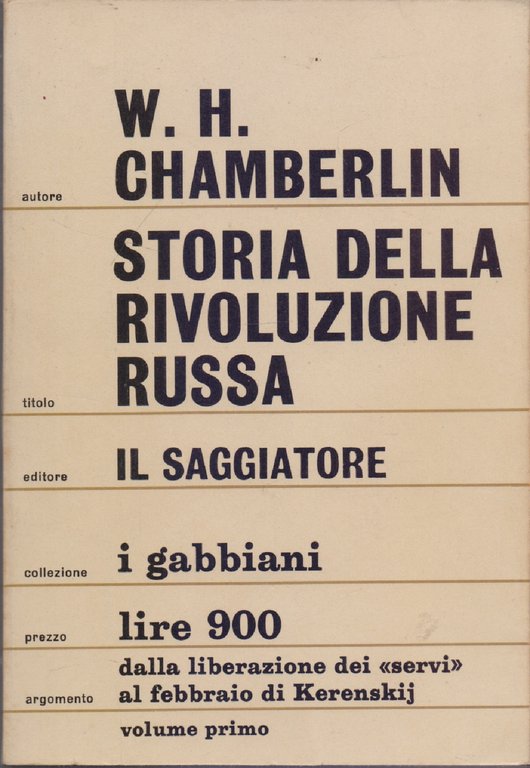 W. H.
autore CHAMBERLIN
STORIA DELLA
RIVOLUZIONE
titolo RUSSA
editore IL SAGGIATORE
collezione i gabbiani
prezzo lire 900
dalla liberazione dei «servi»
argomento al febbraio di Kerenskij
volume primo